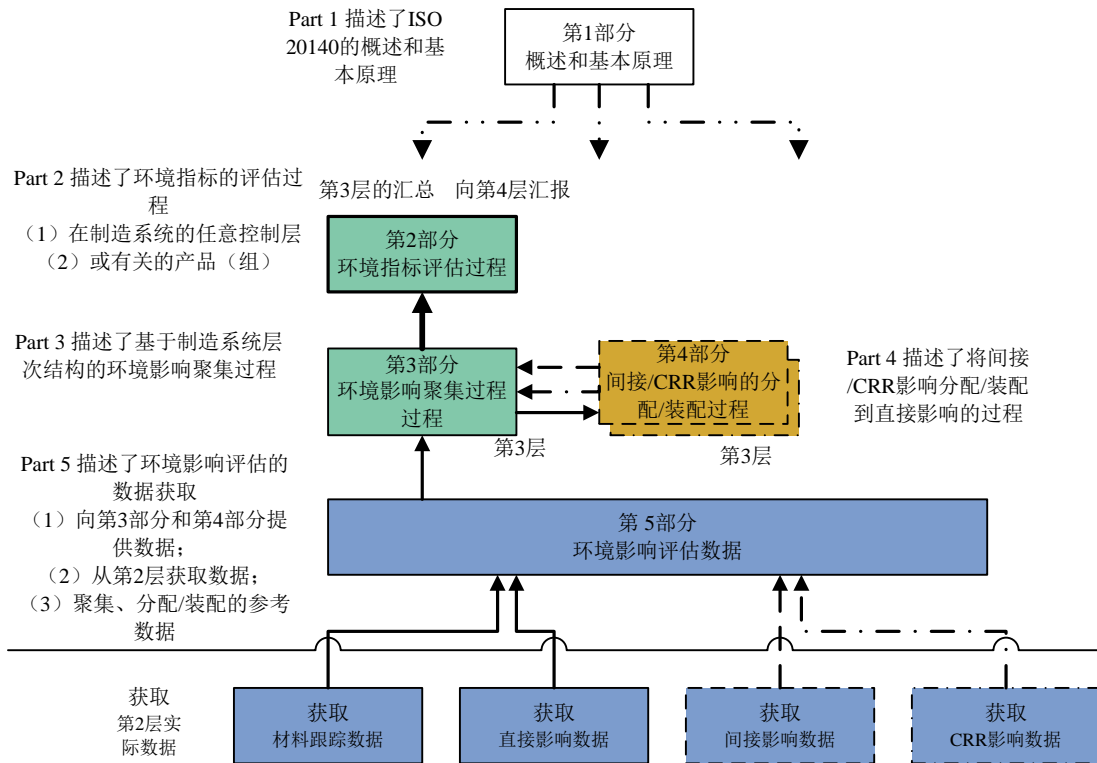 Part 1 描述了ISO
20140的概述和基
本原理
第1部分
概述和基本原理
Part 2 描述了环境指标的评估过
程
（1）在制造系统的任意控制层
（2）或有关的产品（组）
第3层的汇总 向第4层汇报
第2部分
环境指标评估过程
Part 3 描述了基于制造系统层
次结构的环境影响聚集过程
第3部分
环境影响聚集过程
过程
第4部分
间接/CRR影响的分
配/装配过程
Part 4 描述了将间接
/CRR影响分配/装配
到直接影响的过程
第3层
第3层
Part 5 描述了环境影响评估的
数据获取
（1）向第3部分和第4部分提
供数据；
（2）从第2层获取数据；
（3）聚集、分配/装配的参考
数据
第 5部分
环境影响评估数据
获取
第2层实
际数据
获取
材料跟踪数据
获取
直接影响数据
获取
间接影响数据
获取
CRR影响数据